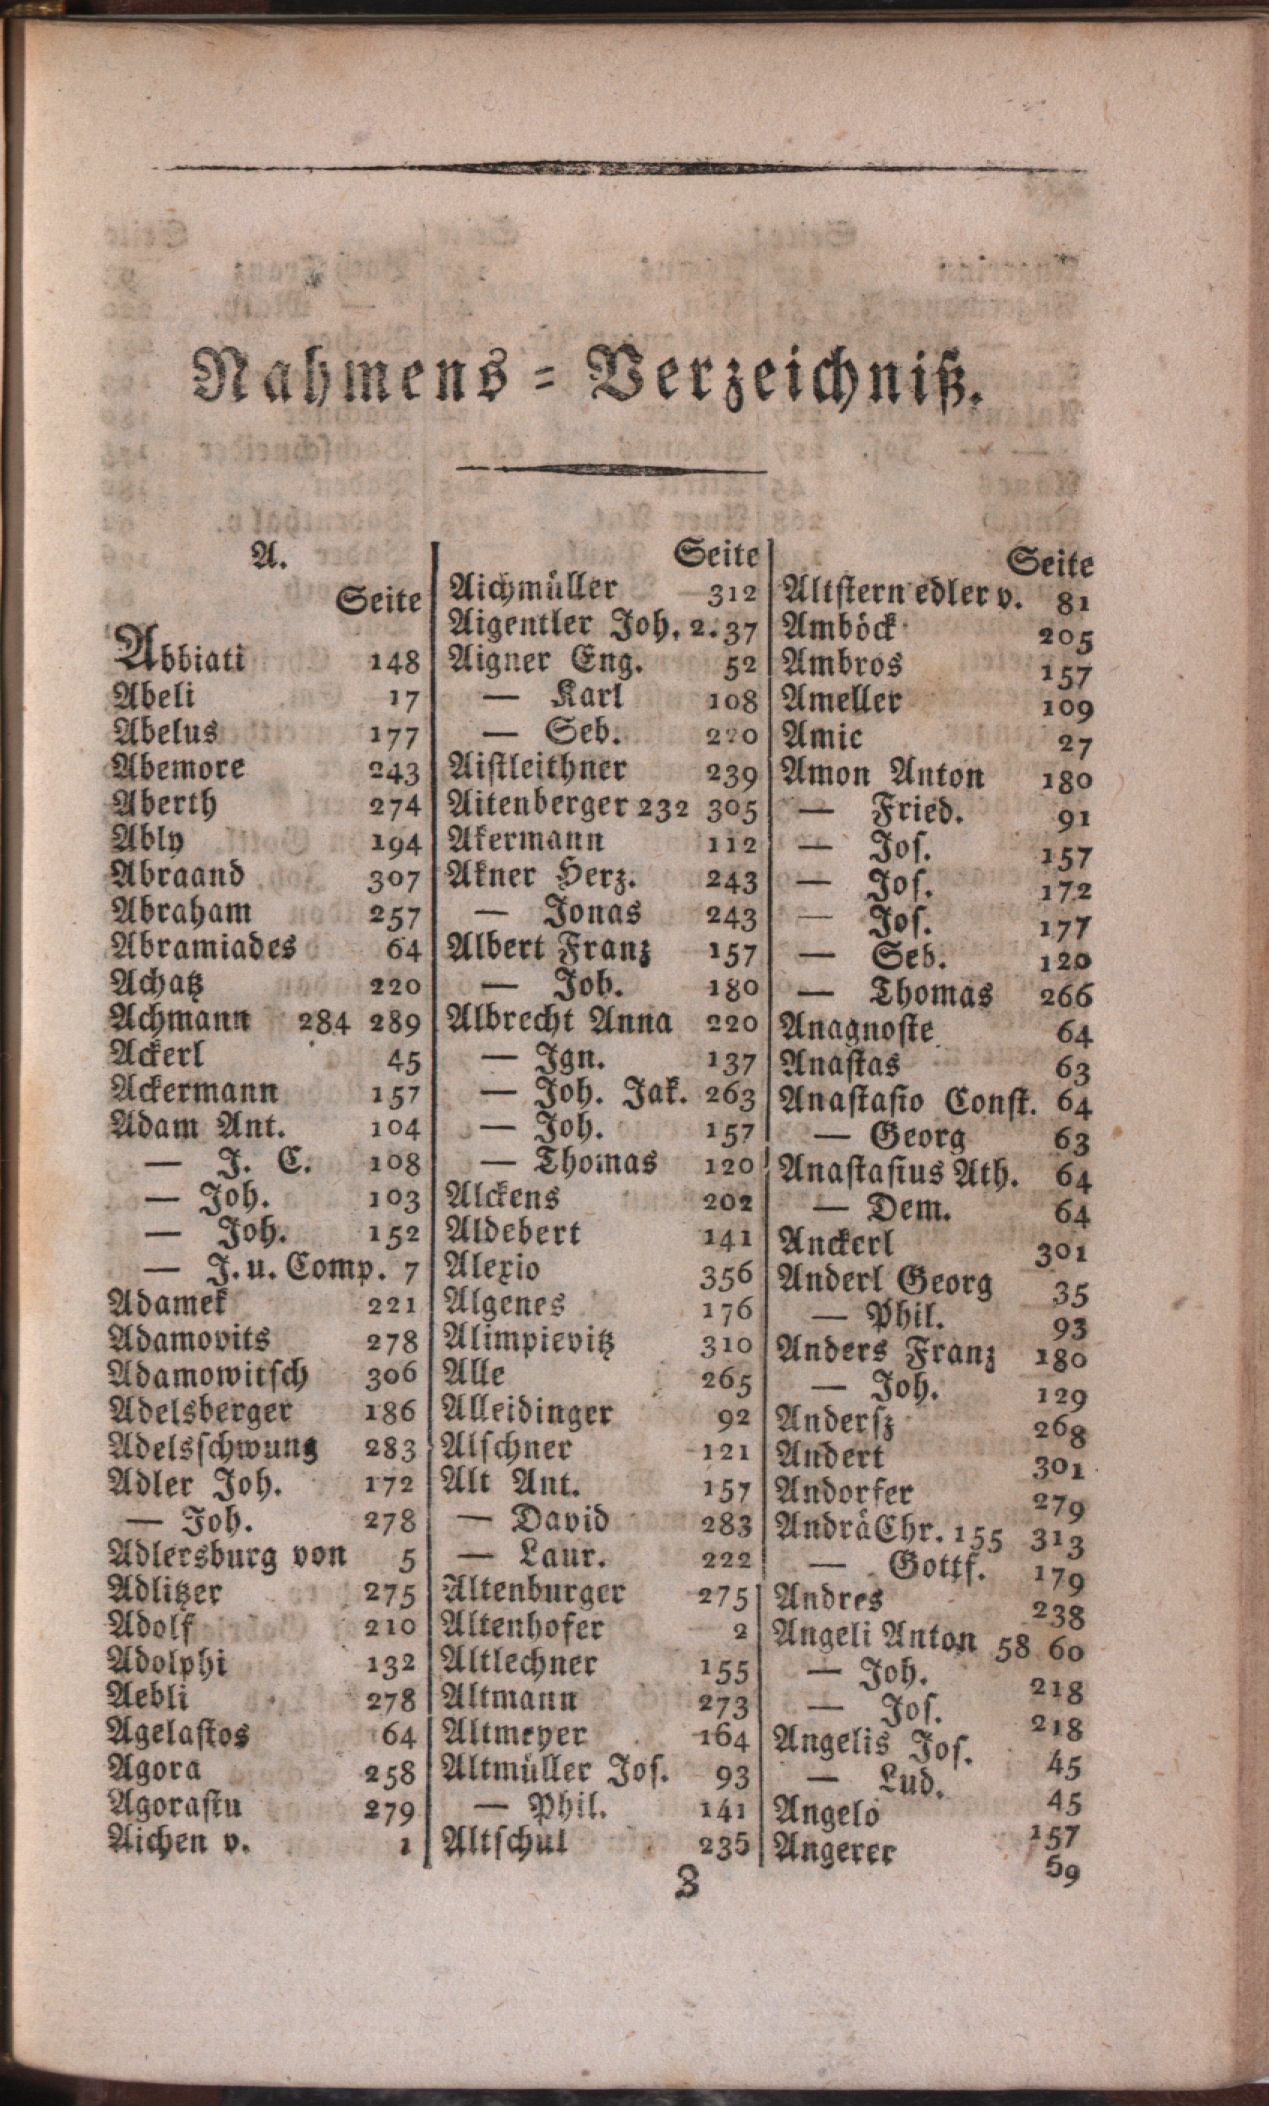 Nahmens-Verzeichniß.
A.
Seite
Abbiati 148
Abeli 17
Abelus 177
Abemore 243
Aberth 274
Ably 194
Abraand 307
Abraham 257
Abramiades 64
Achatz 220
Achmann 284 289
Ackerl 45
Ackermann 157
Adam Ant. 104
— J. C. 108
— Joh. 103
— Joh. 152
— J. u. Comp. 7
Adamek 221
Adamovits 278
Adamowitsch 306
Adelsberger 186
Adelsschwung 283
Adler Joh. 172
— Joh. 278
Adlersburg von 5
Adlitzer 275
Adolf 210
Adolphi 132
Aebli 278
Agelastos 64
Agora 258
Agorastu 279
Aichen v. 1
Seite
Aichmüller 312
Aigentler Joh. 2. 37
Aigner Eng. 52
— Karl 108
— Seb. 220
Aistleithner 239
Aitenberger 232 305
Akermann 112
Akner Herz. 243
— Jonas 243
Albert Franz 157
— Joh. 180
Albrecht Anna 220
— Ign. 137
— Joh. Jak. 263
— Joh. 157
— Thomas 120
Alckens 202
Aldebert 141
Alexio 356
Algenes 176
Alimpievitz 310
Alle 265
Alleidinger 92
Alschner 121
Alt Ant. 157
— David 283
— Laur. 222
Altenburger 275
Altenhofer 2
Altlechner 155
Altmann 273
Altmeyer 164
Altmüller Jos. 93
— Phil. 141
Altschul 235
Seite
Altstern edler v. 81
Amböck 205
Ambros 157
Ameller 109
Amic 27
Amon Anton 180
— Fried. 91
— Jos. 157
— Jos. 172
— Jos. 177
— Seb. 120
— Thomas 266
Anagnoste 64
Anastas 63
Anastasio Const. 64
— Georg 63
Anastasius Ath. 64
— Dem. 64
Anckerl 301
Anderl Georg 35
— Phil. 93
Anders Franz 180
— Joh. 129
Andersz 268
Andert 301
Andorfer 279
Andrä Chr. 155 313
— Gottf. 179
Andres 238
Angeli Anton 58 60
— Joh. 218
— Jos. 218
Angelis Jos. 45
— Lud. 45
Angelo 157
Angerer 59
3